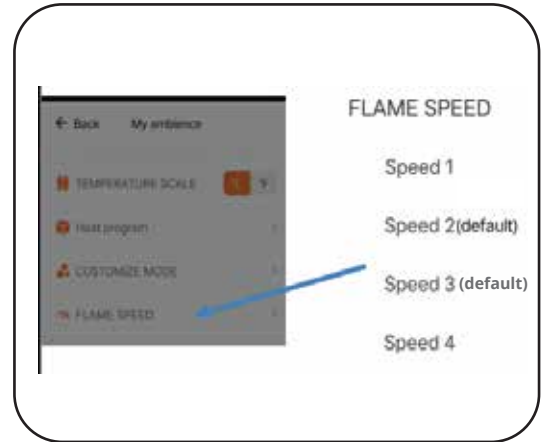 ← Back My ambience
TEMPERATURE SCALE °F
Heat program
CUSTOMIZE MODE
FLAME SPEED
FLAME SPEED
Speed 1
Speed 2(default)
Speed 3 (default)
Speed 4